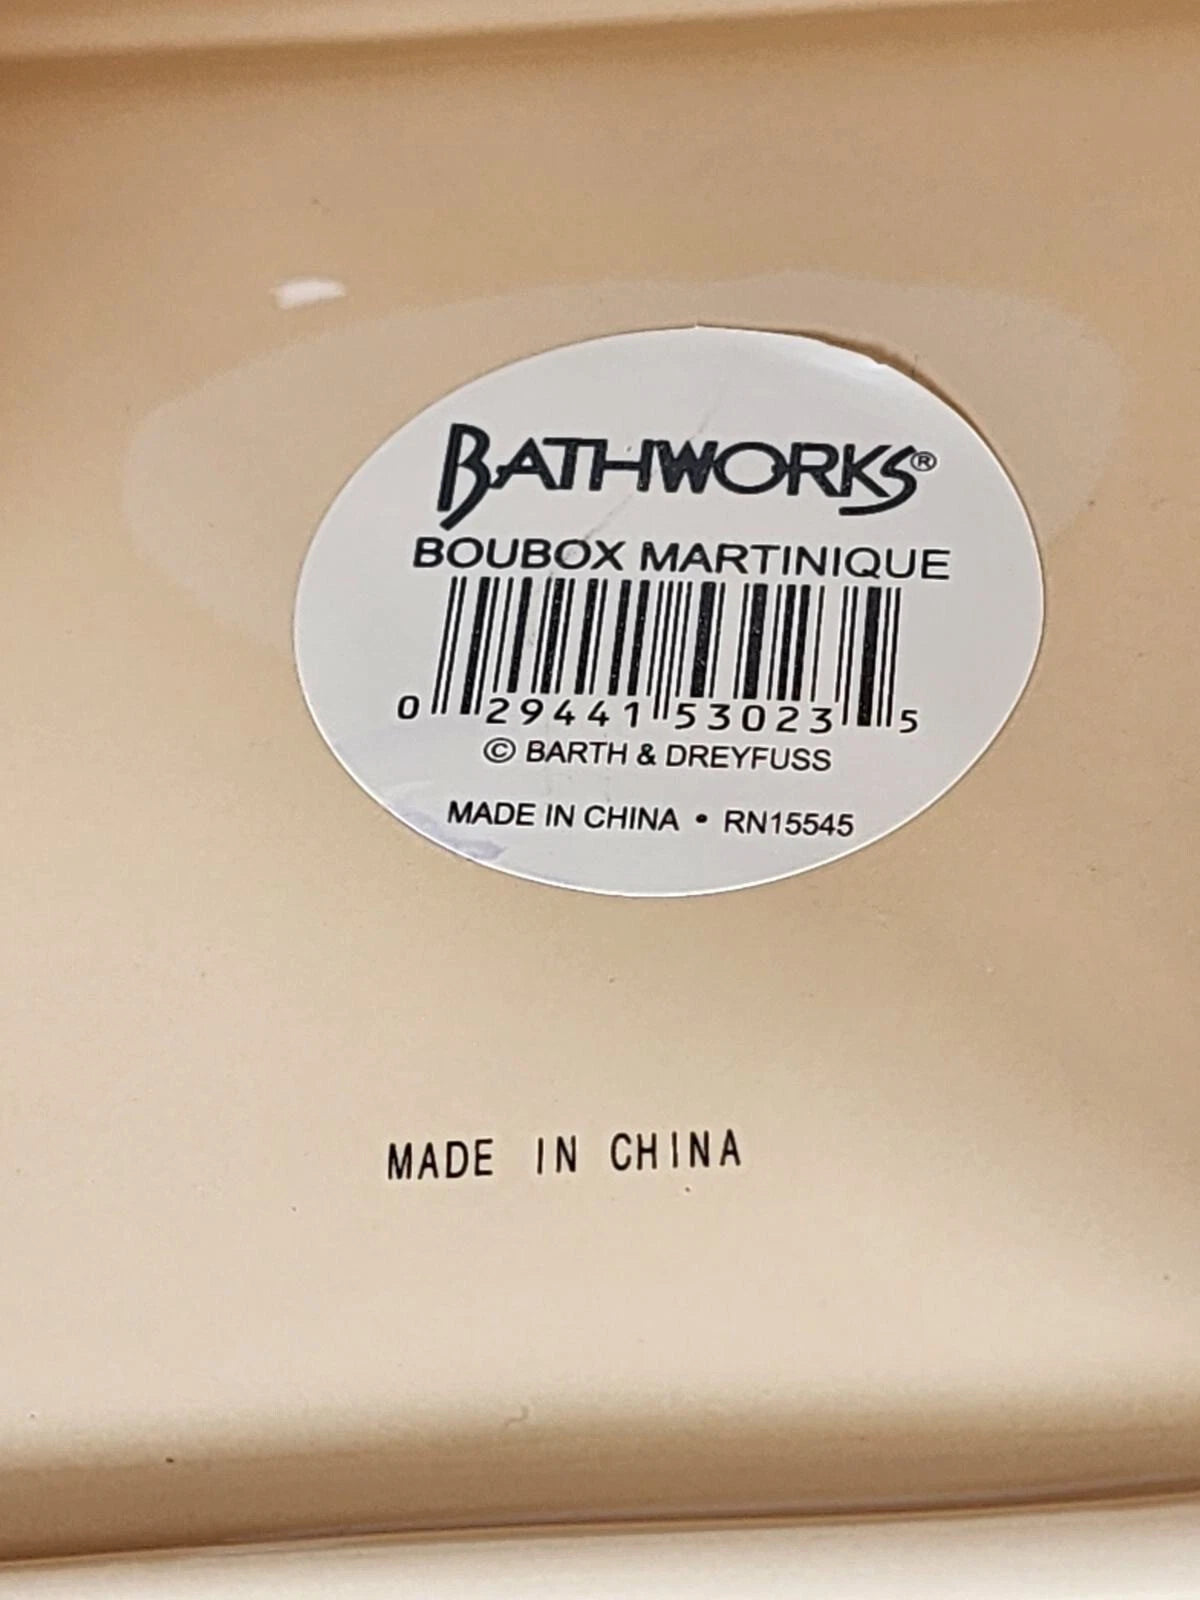 BATHWORKS®
BOUBOX MARTINIQUE
0 29441 53023 5
© BARTH & DREYFUSS
MADE IN CHINA • RN15545
MADE IN CHINA